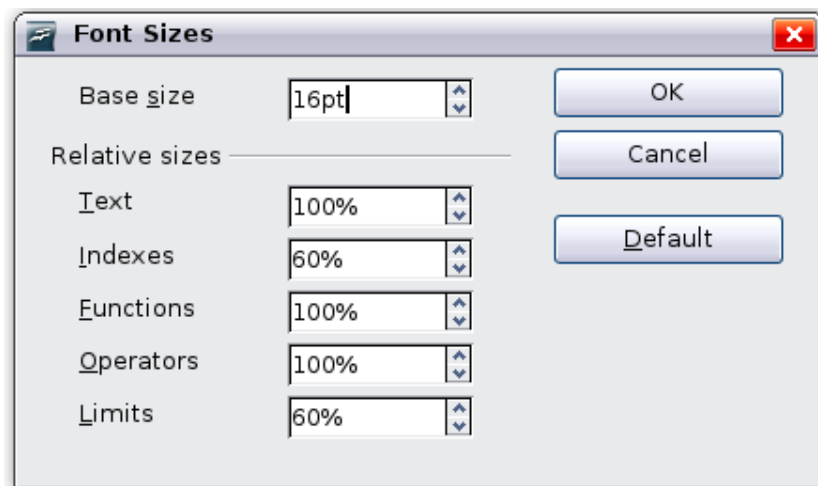 Font Sizes
Base size 16pt OK
Relative sizes Cancel
Text 100%
Default
Indexes 60%
Functions 100%
Operators 100%
Limits 60%